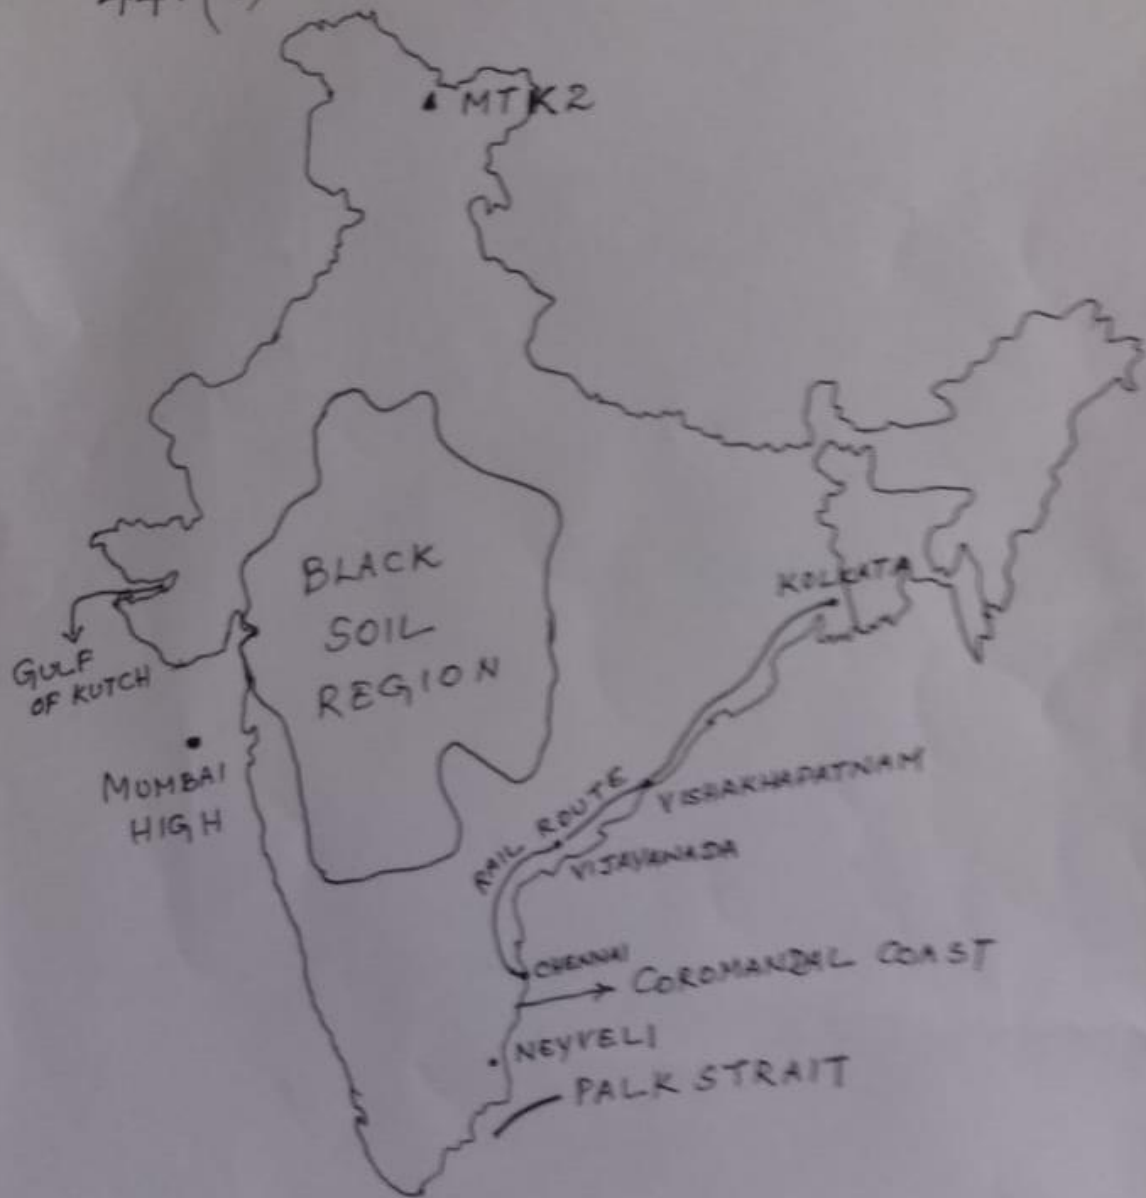 MT K2
BLACK
SOIL
REGION
KOLKATA
GULF
OF KUTCH
MOMBAI
HIGH
RAIL ROUTE
VISHAKHAPATNAM
VIJAYAWADA
CHENNAI
COROMANDAL COAST
NEYVELI
PALK STRAIT